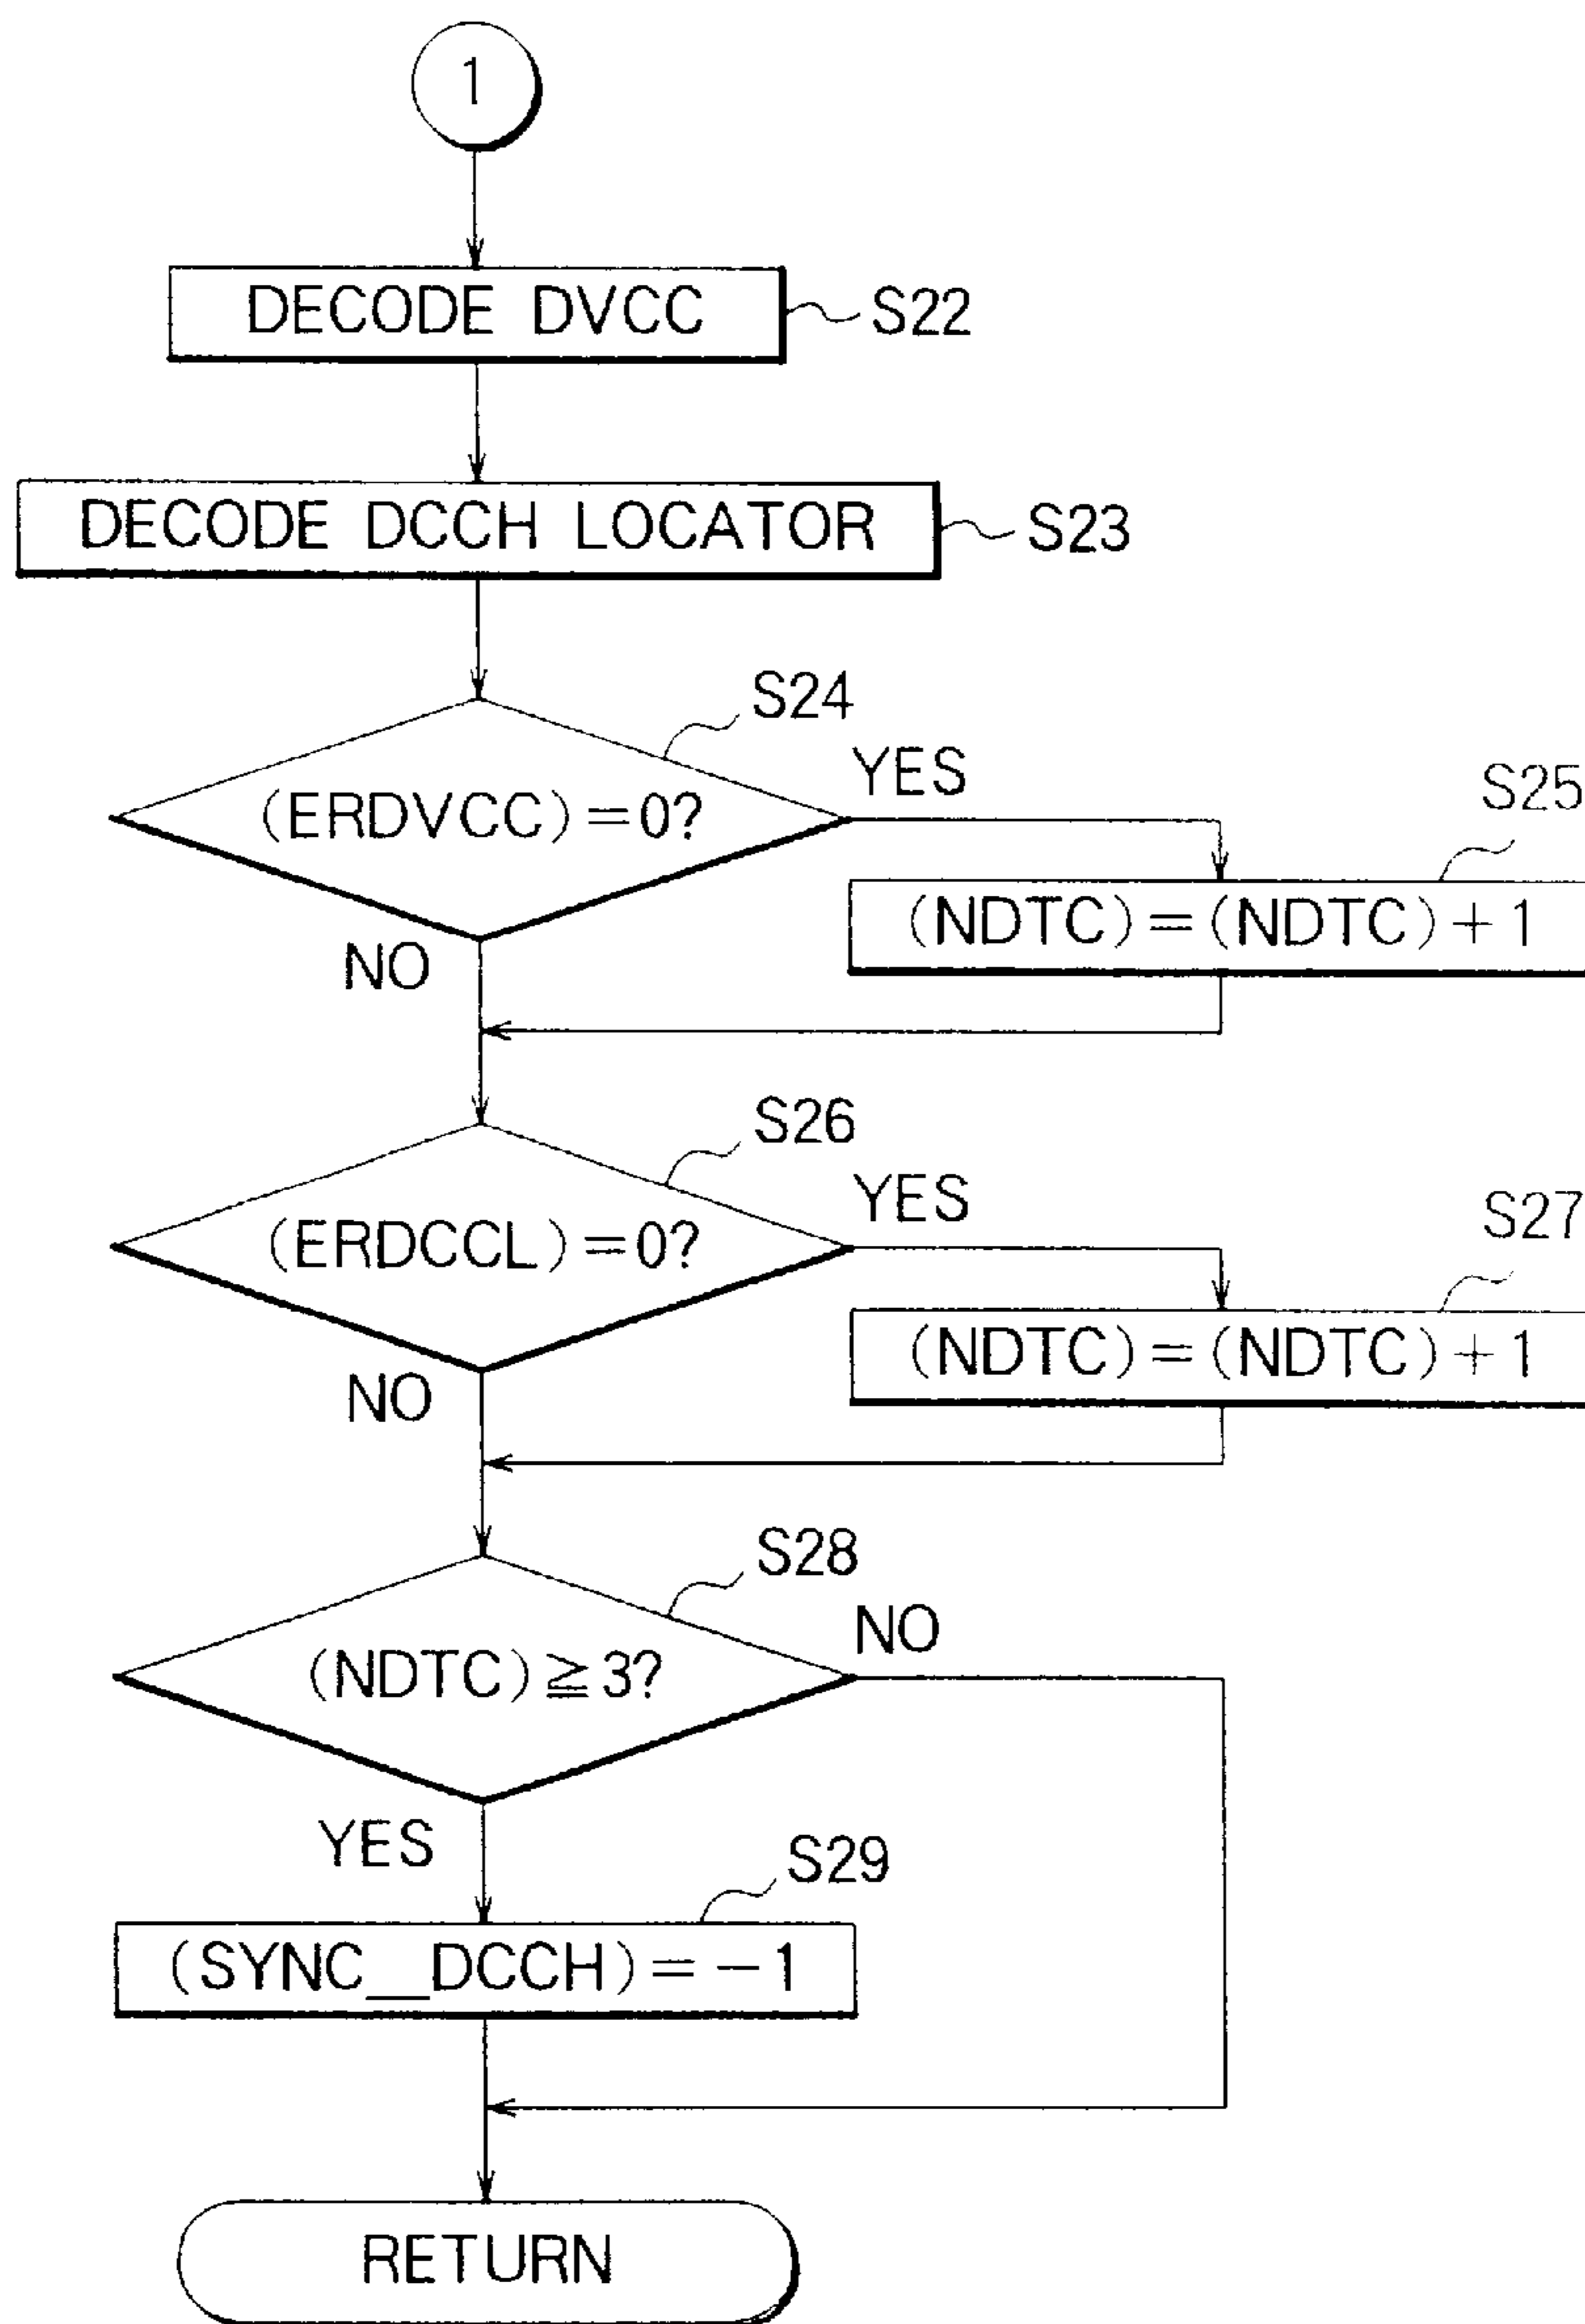 1
DECODE DVCC
S22
DECODE DCCH LOCATOR
S23
S24
(ERDVCC)=0?
YES
S25
(NDTC)=(NDTC)+1
NO
S26
(ERDCCL)=0?
YES
S27
(NDTC)=(NDTC)+1
NO
S28
(NDTC)≧3?
NO
YES
S29
(SYNC_DCCH)=-1
RETURN